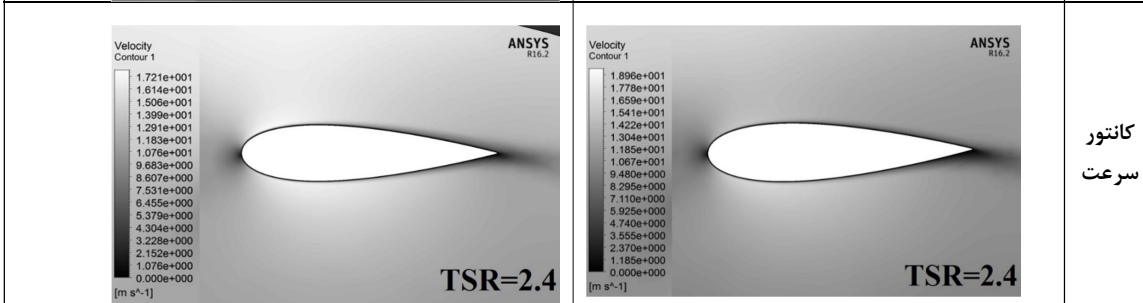 Velocity
Contour 1
ANSYS
R16.2
1.721e+001
1.614e+001
1.506e+001
1.399e+001
1.291e+001
1.183e+001
1.076e+001
9.683e+000
8.607e+000
7.531e+000
6.455e+000
5.379e+000
4.304e+000
3.228e+000
2.152e+000
1.076e+000
0.000e+000
[m s^-1]
TSR=2.4
Velocity
Contour 1
ANSYS
R16.2
1.896e+001
1.778e+001
1.659e+001
1.541e+001
1.422e+001
1.304e+001
1.185e+001
1.067e+001
9.480e+000
8.295e+000
7.110e+000
5.925e+000
4.740e+000
3.555e+000
2.370e+000
1.185e+000
0.000e+000
[m s^-1]
TSR=2.4
کانتور
سرعت